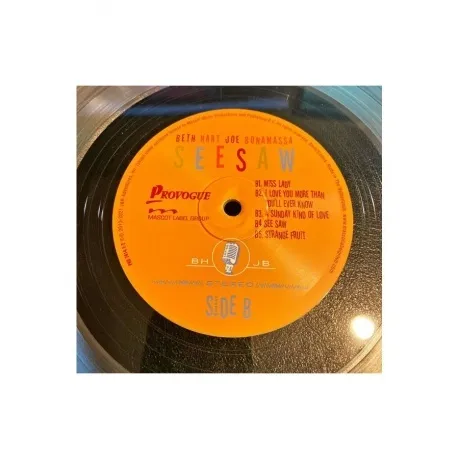 BETH HART JOE BONAMASSA
SEESAW
PROVOGUE
MASCOT LABEL GROUP
B1. MISS LADY
B2. I LOVE YOU MORE THAN
YOU'LL EVER KNOW
B3. A SUNDAY KIND OF LOVE
B4 SEE SAW
B5. STRANGE FRUIT
BH JB
STEREO
SIDE B